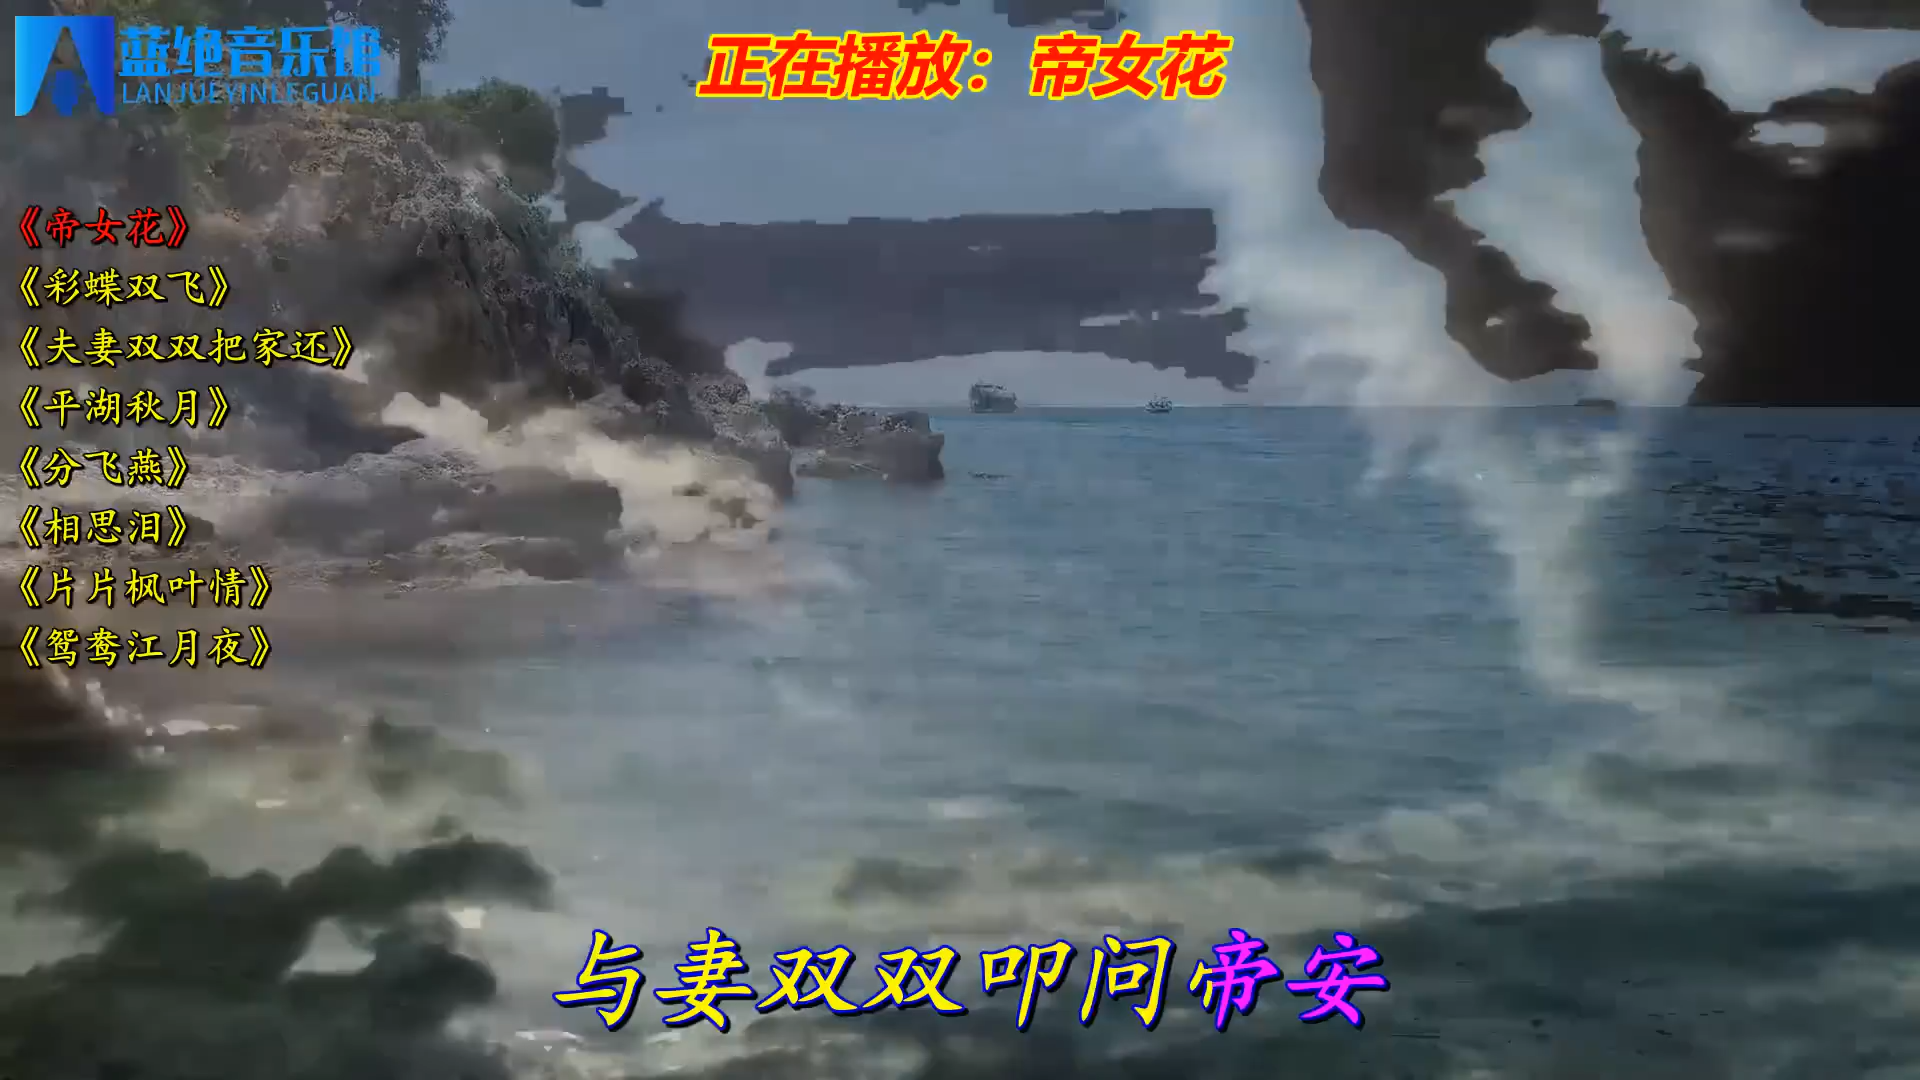 蓝绝音乐馆
LANJUEYINLEGUAN
正在播放：帝女花
《帝女花》
《彩蝶双飞》
《夫妻双双把家还》
《平湖秋月》
《分飞燕》
《相思泪》
《片片枫叶情》
《鸳鸯江月夜》
与妻双双叩问帝安